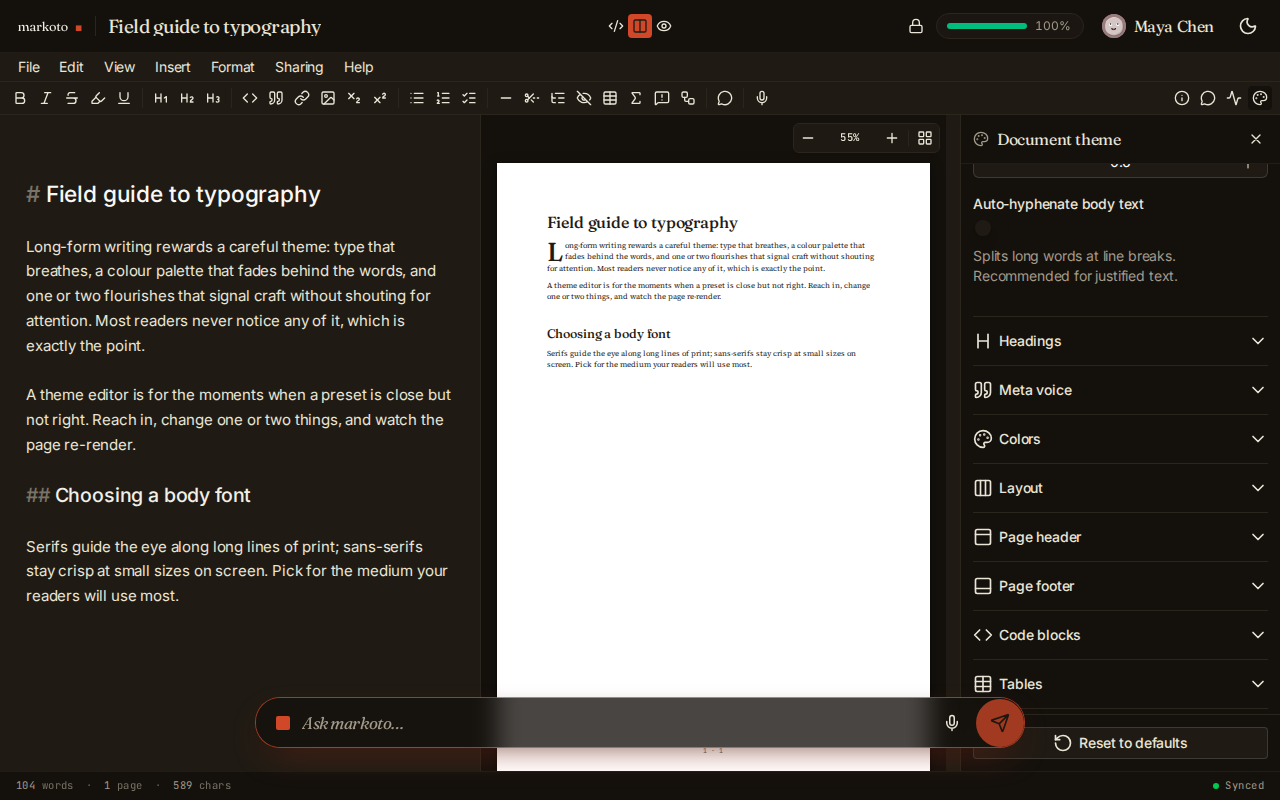 markoto
Field guide to typography
100%
Maya Chen
File Edit View Insert Format Sharing Help
H1 H2 H3
55%
Document theme
# Field guide to typography
Long-form writing rewards a careful theme: type that
breathes, a colour palette that fades behind the words, and
one or two flourishes that signal craft without shouting for
attention. Most readers never notice any of it, which is
exactly the point.
A theme editor is for the moments when a preset is close but
not right. Reach in, change one or two things, and watch the
page re-render.
## Choosing a body font
Serifs guide the eye along long lines of print; sans-serifs
stay crisp at small sizes on screen. Pick for the medium your
readers will use most.
Field guide to typography
Long-form writing rewards a careful theme: type that breathes, a colour palette that
fades behind the words, and one or two flourishes that signal craft without shouting
for attention. Most readers never notice any of it, which is exactly the point.
A theme editor is for the moments when a preset is close but not right. Reach in, change
one or two things, and watch the page re-render.
Choosing a body font
Serifs guide the eye along long lines of print; sans-serifs stay crisp at small sizes on
screen. Pick for the medium your readers will use most.
1 · 1
Auto-hyphenate body text
Splits long words at line breaks.
Recommended for justified text.
Headings
Meta voice
Colors
Layout
Page header
Page footer
Code blocks
Tables
Reset to defaults
Ask markoto...
104 words · 1 page · 589 chars
Synced